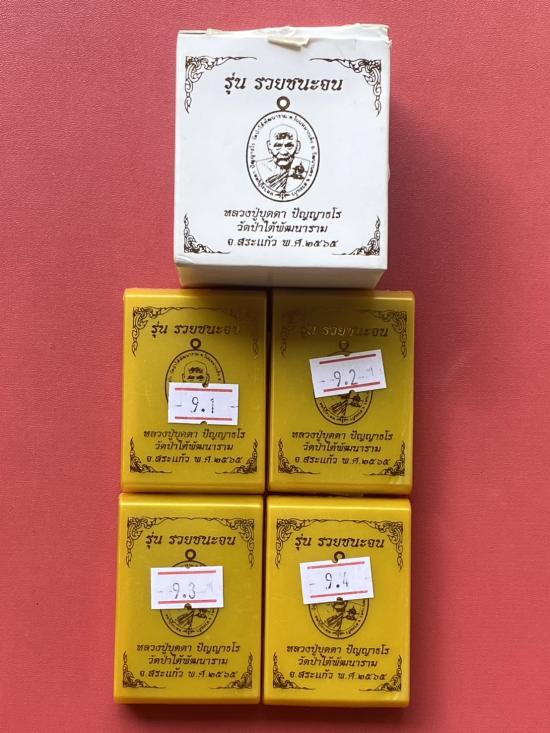 รุ่น รวยชนะจน
หลวงปู่บุดดา ปัญญาธโร
วัดป่าใต้พัฒนาราม
จ.สระแก้ว พ.ศ.๒๕๖๕
รุ่น รวยชนะจน
9.1
หลวงปู่บุดดา ปัญญาธโร
วัดป่าใต้พัฒนาราม
จ.สระแก้ว พ.ศ.๒๕๖๕
รุ่น รวยชนะจน
9.2
หลวงปู่บุดดา ปัญญาธโร
วัดป่าใต้พัฒนาราม
จ.สระแก้ว พ.ศ.๒๕๖๕
รุ่น รวยชนะจน
9.3
หลวงปู่บุดดา ปัญญาธโร
วัดป่าใต้พัฒนาราม
จ.สระแก้ว พ.ศ.๒๕๖๕
รุ่น รวยชนะจน
9.4
หลวงปู่บุดดา ปัญญาธโร
วัดป่าใต้พัฒนาราม
จ.สระแก้ว พ.ศ.๒๕๖๕